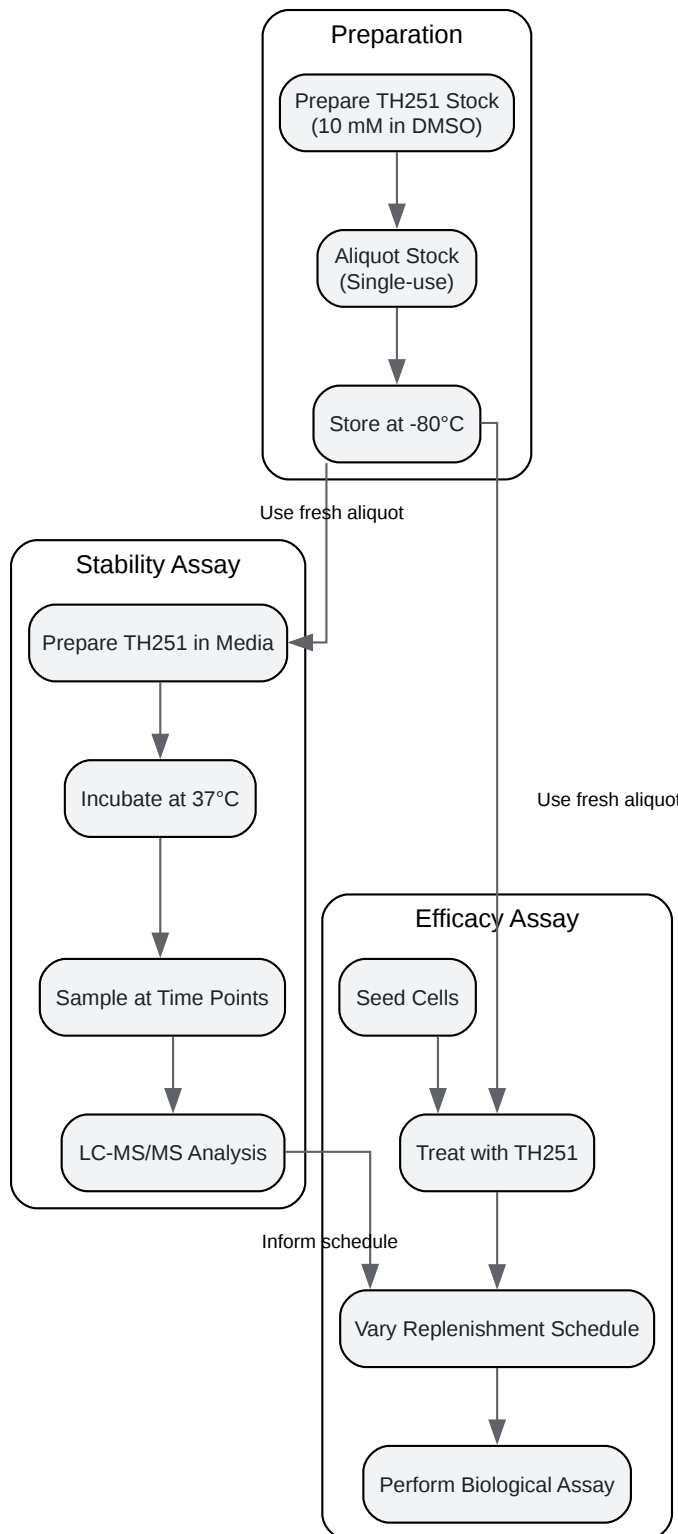 Preparation
Prepare TH251 Stock
(10 mM in DMSO)
Aliquot Stock
(Single-use)
Store at -80°C
Use fresh aliquot
Stability Assay
Prepare TH251 in Media
Incubate at 37°C
Use fresh aliquot
Efficacy Assay
Sample at Time Points
Seed Cells
LC-MS/MS Analysis
Treat with TH251
Inform schedule
Vary Replenishment Schedule
Perform Biological Assay